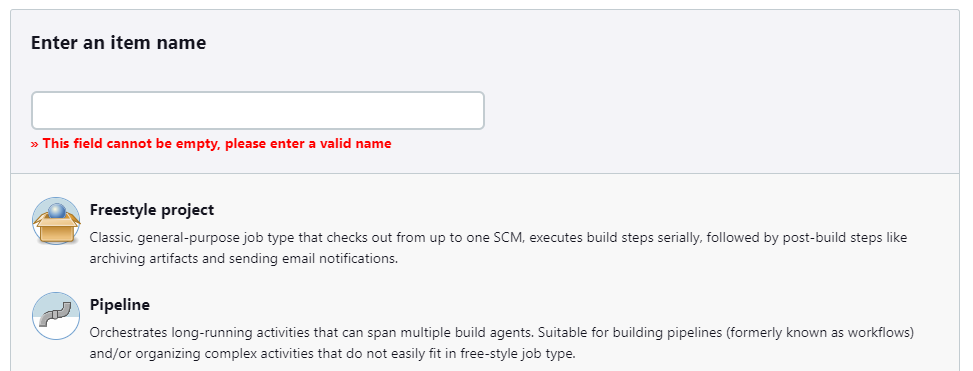 Enter an item name
» This field cannot be empty, please enter a valid name
Freestyle project
Classic, general-purpose job type that checks out from up to one SCM, executes build steps serially, followed by post-build steps like
archiving artifacts and sending email notifications.
Pipeline
Orchestrates long-running activities that can span multiple build agents. Suitable for building pipelines (formerly known as workflows)
and/or organizing complex activities that do not easily fit in free-style job type.